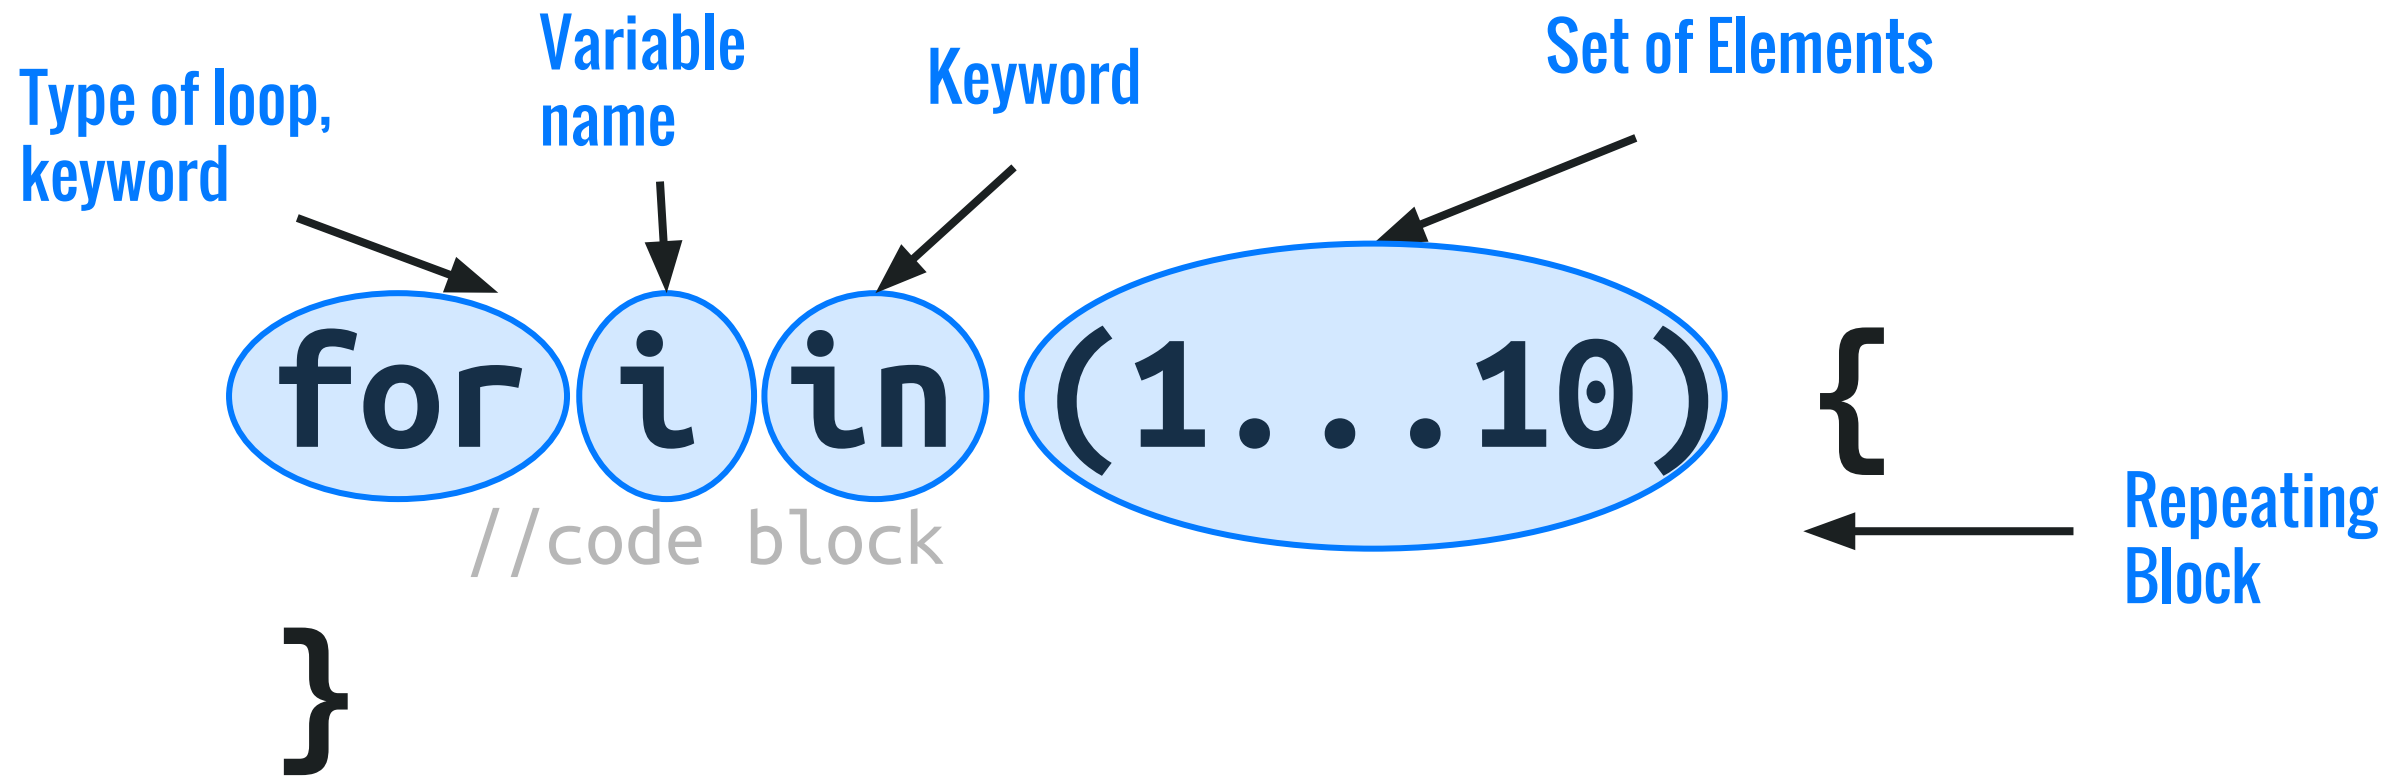 Type of loop,
keyword
Variable
name
Keyword
Set of Elements
for i in (1...10) {
//code block
}
Repeating
Block